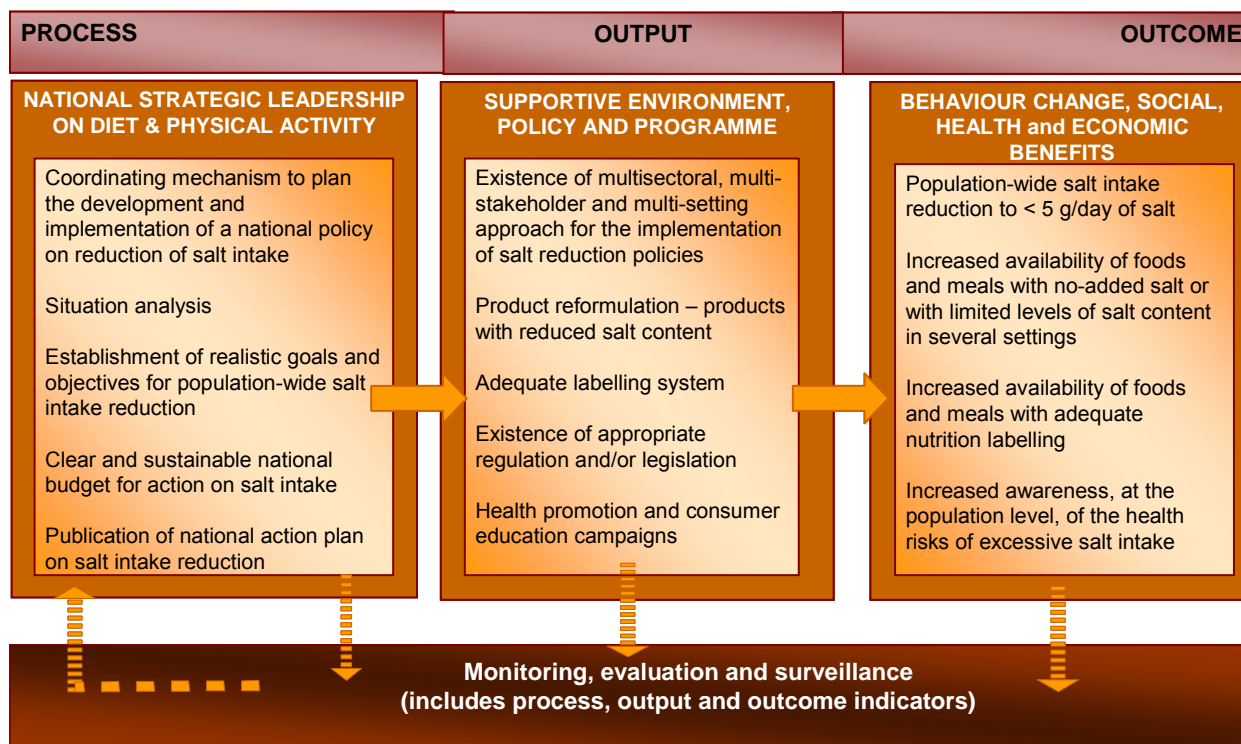 PROCESS
OUTPUT
OUTCOME
NATIONAL STRATEGIC LEADERSHIP
ON DIET & PHYSICAL ACTIVITY
Coordinating mechanism to plan
the development and
implementation of a national policy
on reduction of salt intake
Situation analysis
Establishment of realistic goals and
objectives for population-wide salt
intake reduction
Clear and sustainable national
budget for action on salt intake
Publication of national action plan
on salt intake reduction
SUPPORTIVE ENVIRONMENT,
POLICY AND PROGRAMME
Existence of multisectoral, multi-
stakeholder and multi-setting
approach for the implementation
of salt reduction policies
Product reformulation – products
with reduced salt content
Adequate labelling system
Existence of appropriate
regulation and/or legislation
Health promotion and consumer
education campaigns
BEHAVIOUR CHANGE, SOCIAL,
HEALTH and ECONOMIC
BENEFITS
Population-wide salt intake
reduction to < 5 g/day of salt
Increased availability of foods
and meals with no-added salt or
with limited levels of salt content
in several settings
Increased availability of foods
and meals with adequate
nutrition labelling
Increased awareness, at the
population level, of the health
risks of excessive salt intake
Monitoring, evaluation and surveillance
(includes process, output and outcome indicators)